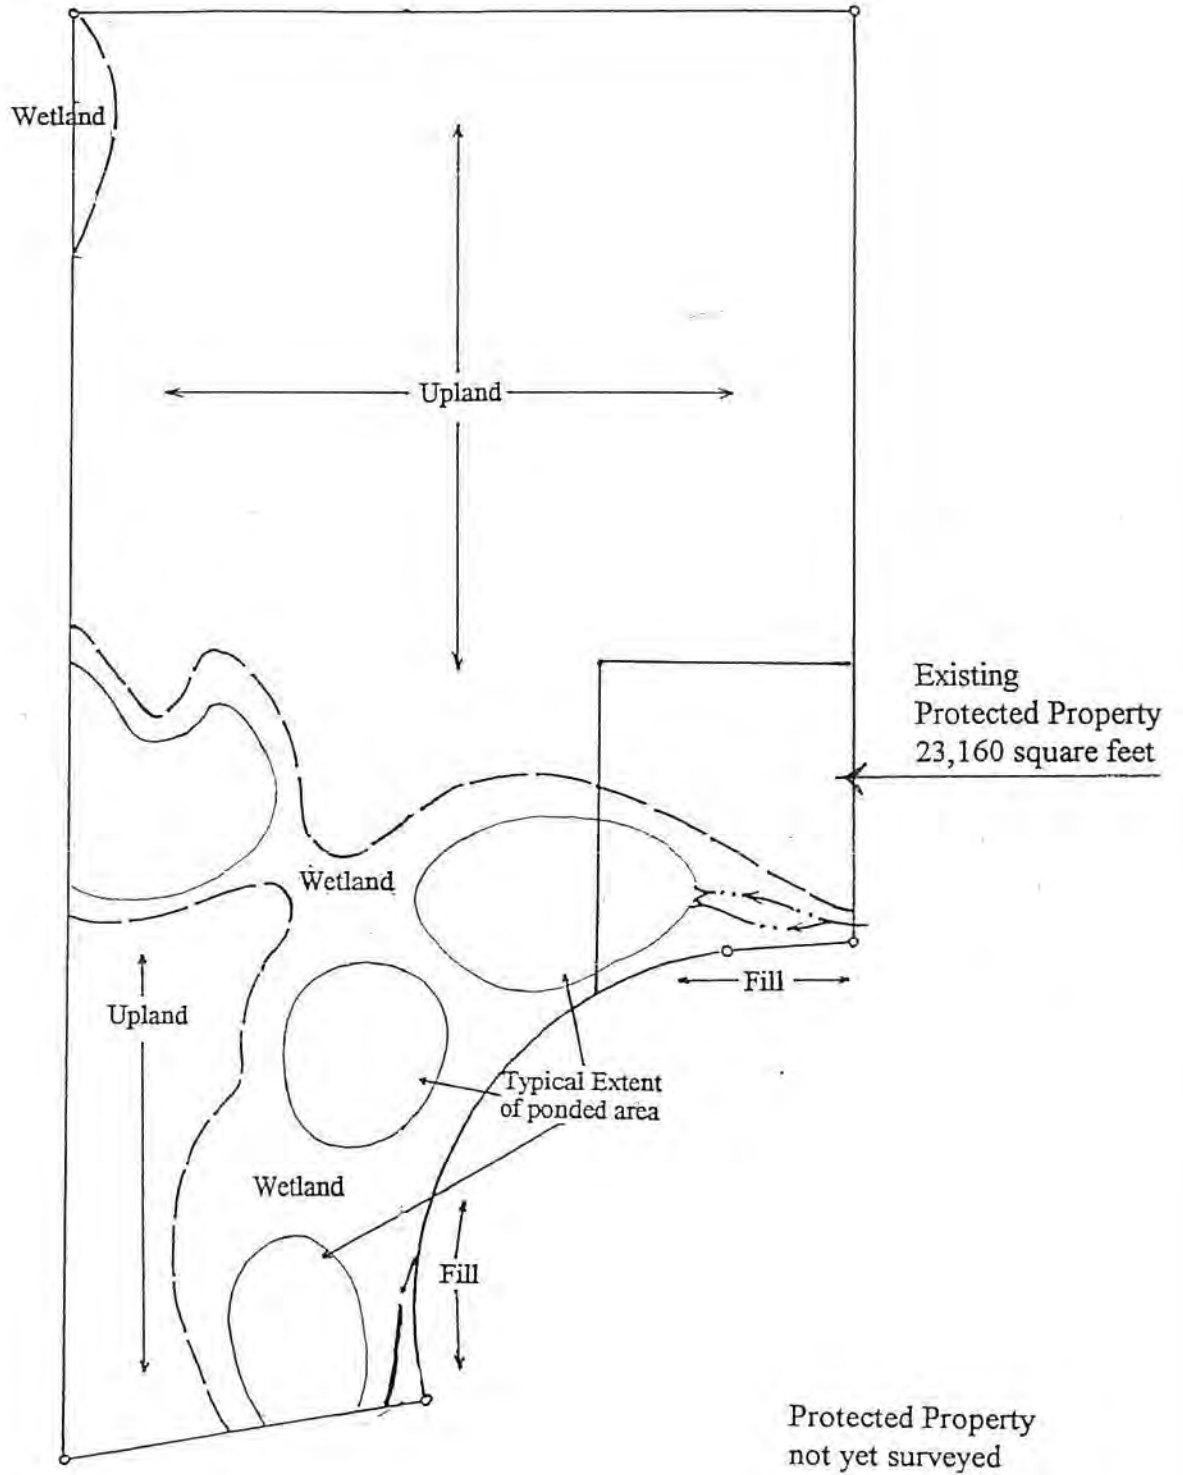 Wetland
Upland
Existing
Protected Property
23,160 square feet
Wetland
Fill
Upland
Typical Extent
of ponded area
Wetland
Fill
Protected Property
not yet surveyed